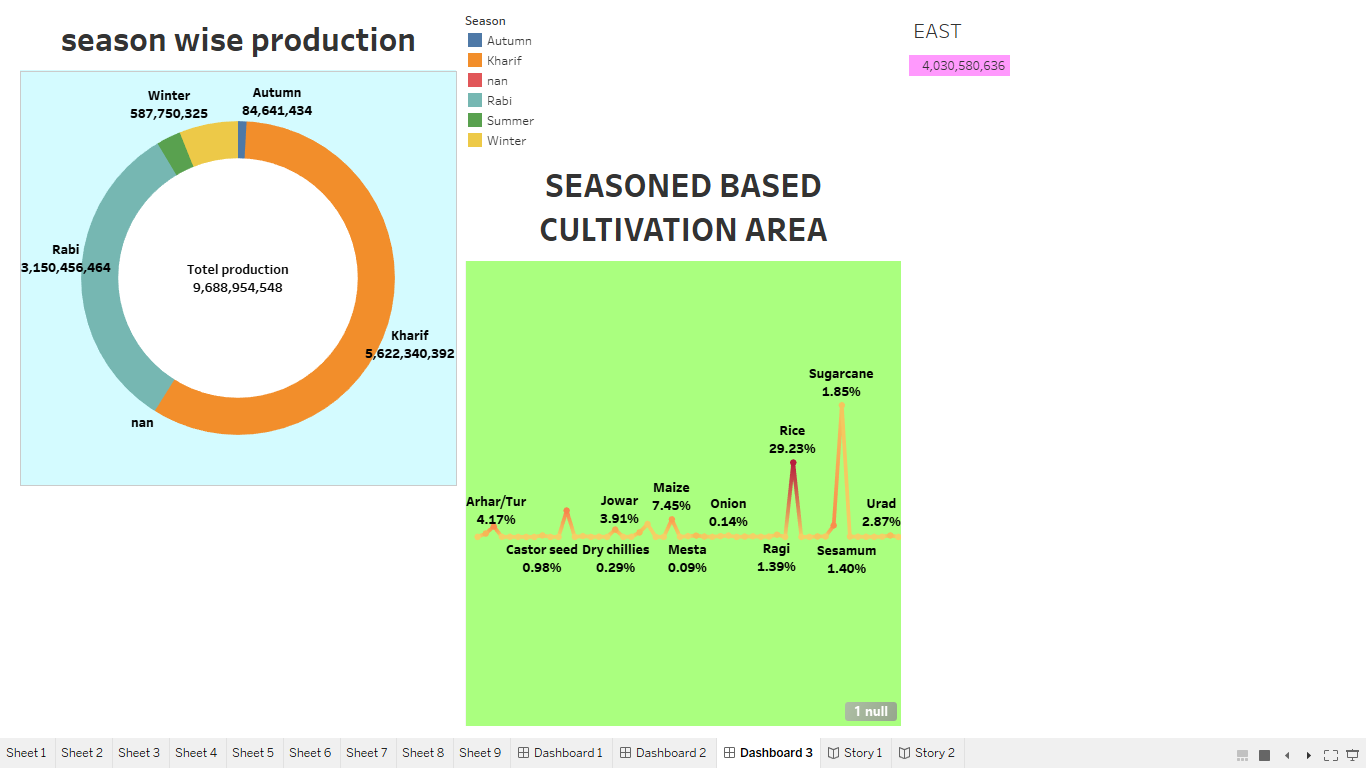 season wise production
Winter
587,750,325
Autumn
84,641,434
Rabi
3,150,456,464
Totel production
9,688,954,548
Kharif
5,622,340,392
nan
Season
Autumn
Kharif
nan
Rabi
Summer
Winter
SEASONED BASED
CULTIVATION AREA
Sugarcane
1.85%
Rice
29.23%
Arhar/Tur
4.17%
Jowar
3.91%
Maize
7.45%
Onion
0.14%
Urad
2.87%
Castor seed
0.98%
Dry chillies
0.29%
Mesta
0.09%
Ragi
1.39%
Sesamum
1.40%
1 null
EAST
4,030,580,636
Sheet 1 Sheet 2 Sheet 3 Sheet 4 Sheet 5 Sheet 6 Sheet 7 Sheet 8 Sheet 9 Dashboard 1 Dashboard 2 Dashboard 3 Story 1 Story 2